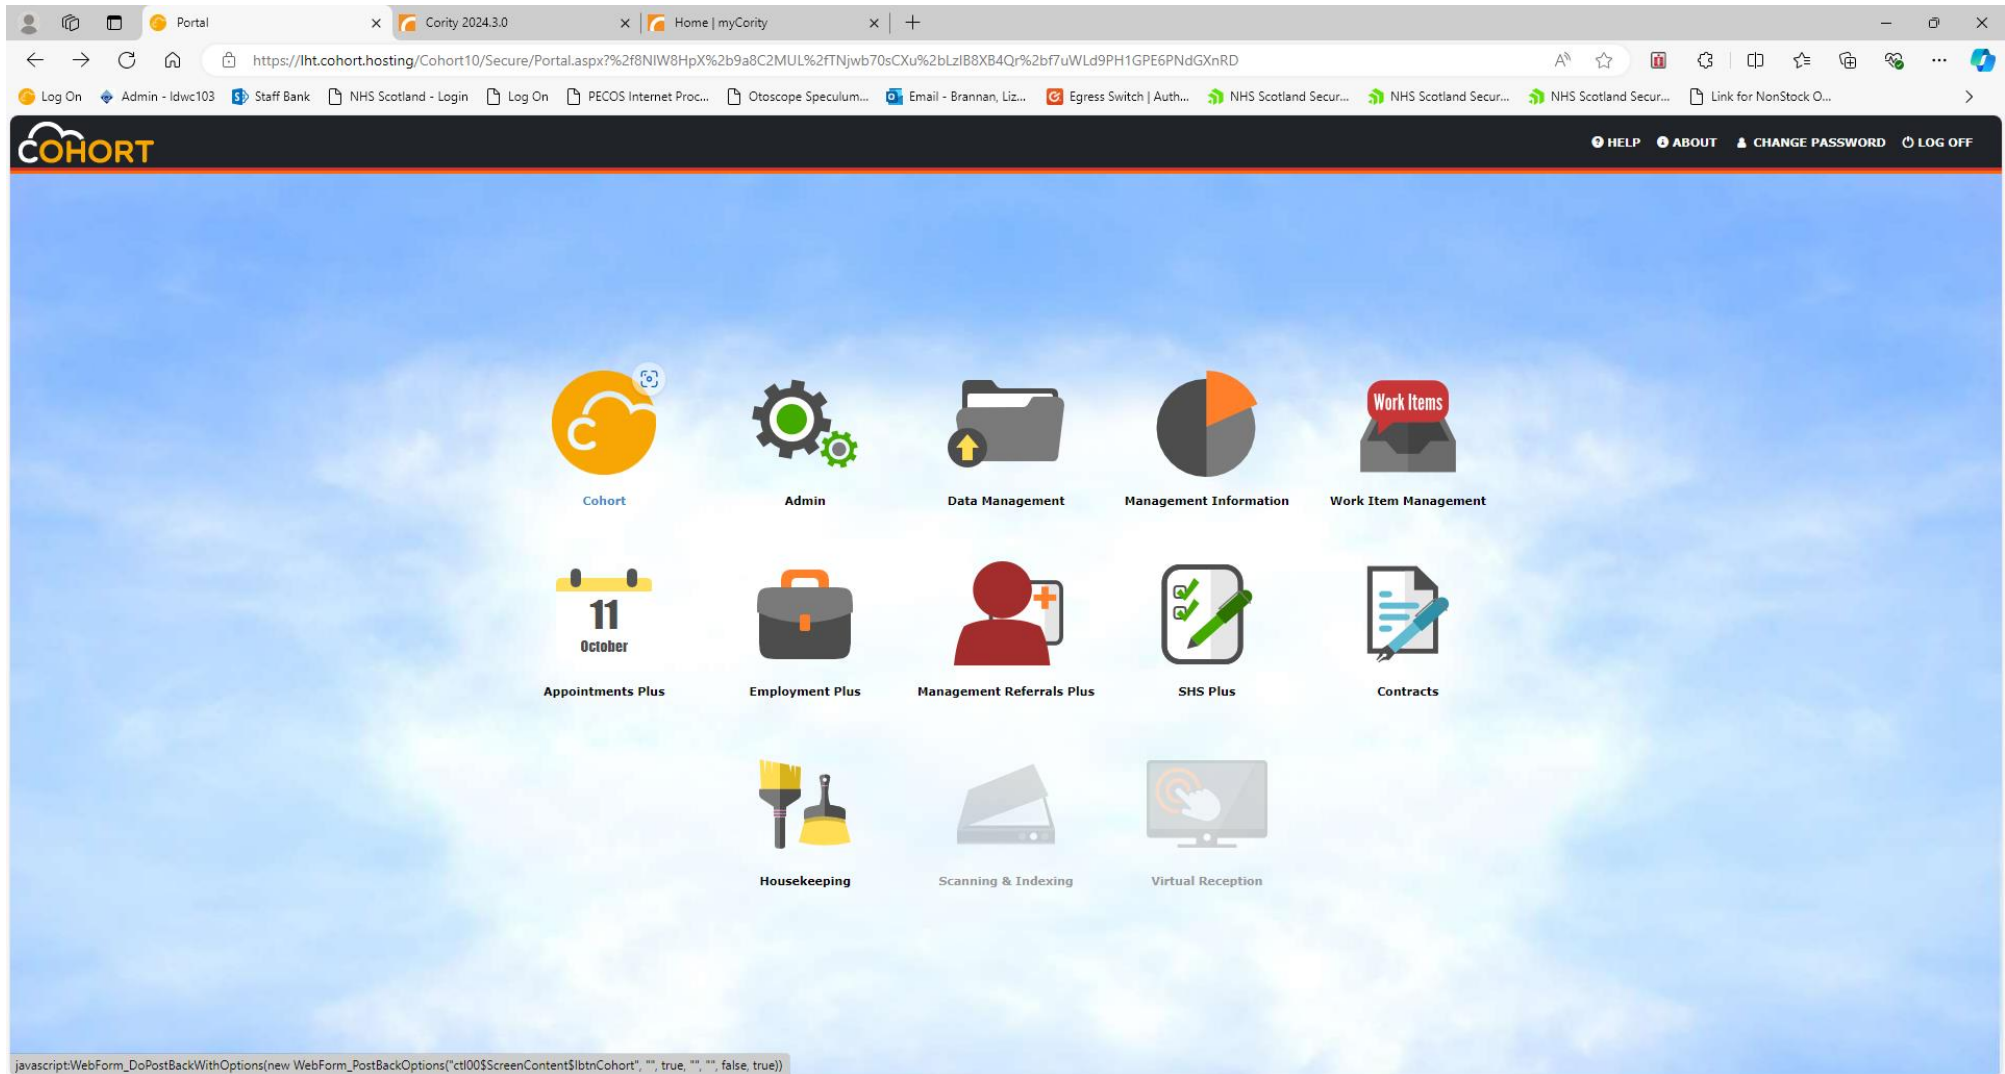 Portal
Cority 2024.3.0
Home | myCority
https://lht.cohort.hosting/Cohort10/Secure/Portal.aspx?%2f8NIW8HpX%2b9a8C2MUL%2fTNjwb70sCXu%2bLzIB8XB4Qr%2bf7uWLd9PH1GPE6PNdGXnRD
Log On Admin - ldwc103 Staff Bank NHS Scotland - Login Log On PECOS Internet Proc... Otoscope Speculum... Email - Brannan, Liz... Egress Switch | Auth... NHS Scotland Secur... NHS Scotland Secur... NHS Scotland Secur... Link for NonStock O...
COHORT
HELP ABOUT CHANGE PASSWORD LOG OFF
Work Items
Cohort Admin Data Management Management Information Work Item Management
11
October
Appointments Plus Employment Plus Management Referrals Plus SHS Plus Contracts
Housekeeping Scanning & Indexing Virtual Reception
javascript:WebForm_DoPostBackWithOptions(new WebForm_PostBackOptions("ctl00$ScreenContent$lbtnCohort", "", true, "", "", false, true))